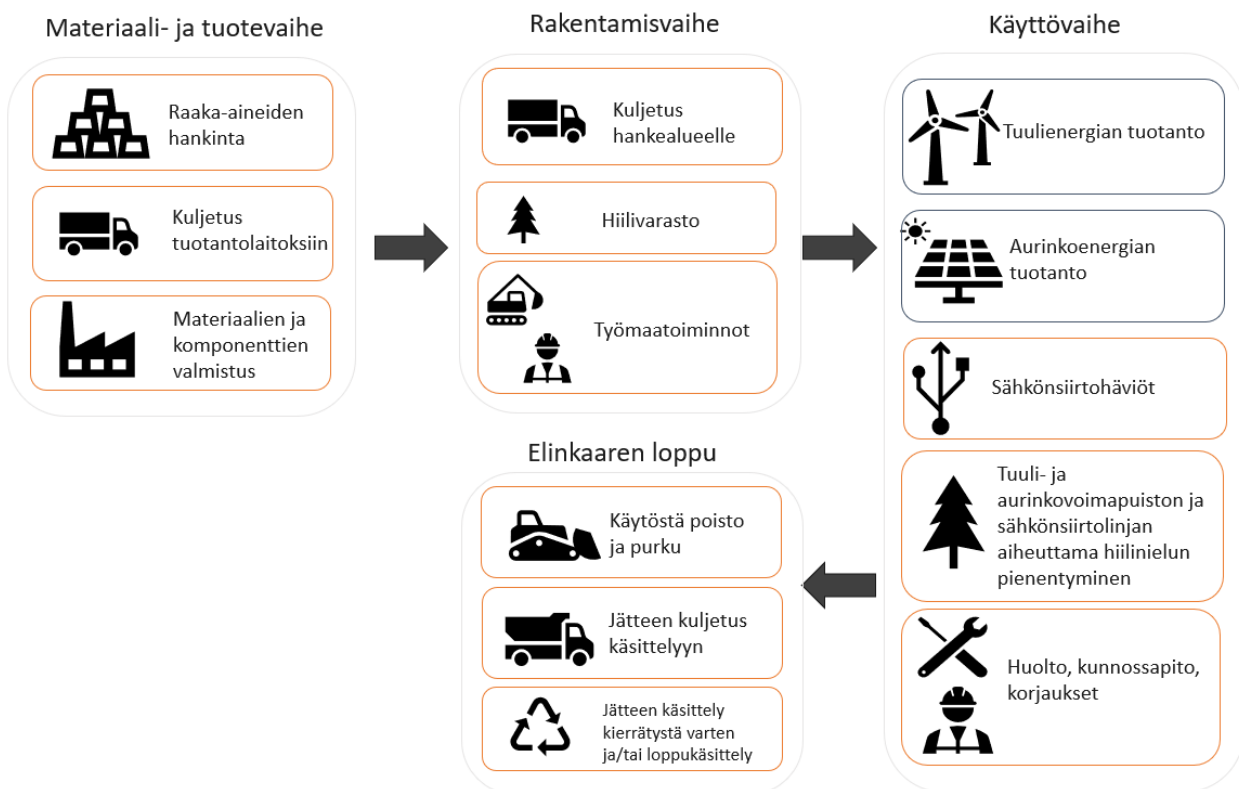 Materiaali- ja tuotevaihe
Raaka-aineiden
hankinta
Kuljetus
tuotantolaitoksiin
Materiaalien ja
komponenttien
valmistus
Rakentamisvaihe
Kuljetus
hankealueelle
Hiilivarasto
Työmaatoiminnot
Käyttövaihe
Tuulienergian tuotanto
Aurinkoenergian
tuotanto
Sähkönsiirtohäviöt
Tuuli- ja
aurinkovoimapuiston ja
sähkönsiirtolinjan
aiheuttama hiilinielun
pienentyminen
Huolto, kunnossapito,
korjaukset
Elinkaaren loppu
Käytöstä poisto
ja purku
Jätteen kuljetus
käsittelyyn
Jätteen käsittely
kierrätystä varten
ja/tai loppukäsittely